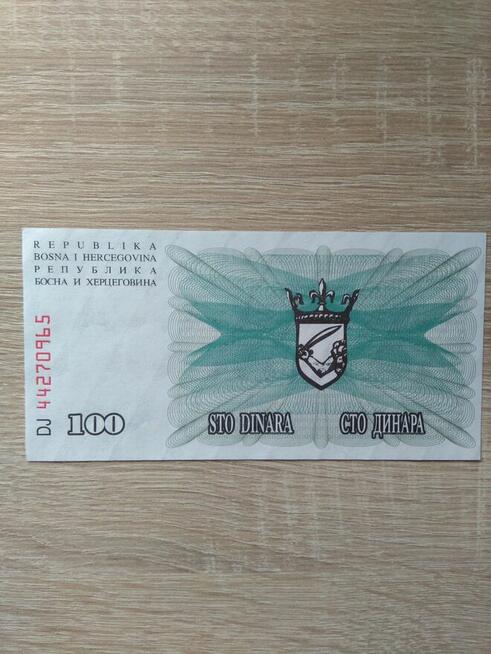 REPUBLIKA
BOSNA I HERCEGOVINA
РЕПУБЛИКА
БОСНА И ХЕРЦЕГОВИНА
DJ 44270965
100
STO DINARA СТО ДИНАРА